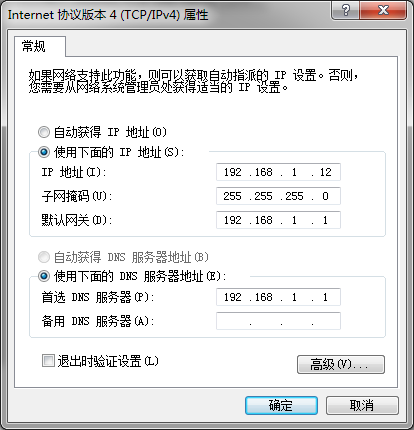 Internet 协议版本 4 (TCP/IPv4) 属性
常规
如果网络支持此功能，则可以获取自动指派的 IP 设置。否则，
您需要从网络系统管理员处获得适当的 IP 设置。
自动获得 IP 地址(O)
使用下面的 IP 地址(S):
IP 地址(I): 192 .168 . 1 . 12
子网掩码(U): 255 .255 .255 . 0
默认网关(D): 192 .168 . 1 . 1
自动获得 DNS 服务器地址(B)
使用下面的 DNS 服务器地址(E):
首选 DNS 服务器(P): 192 .168 . 1 . 1
备用 DNS 服务器(A): . . .
退出时验证设置(L)
高级(V)...
确定
取消